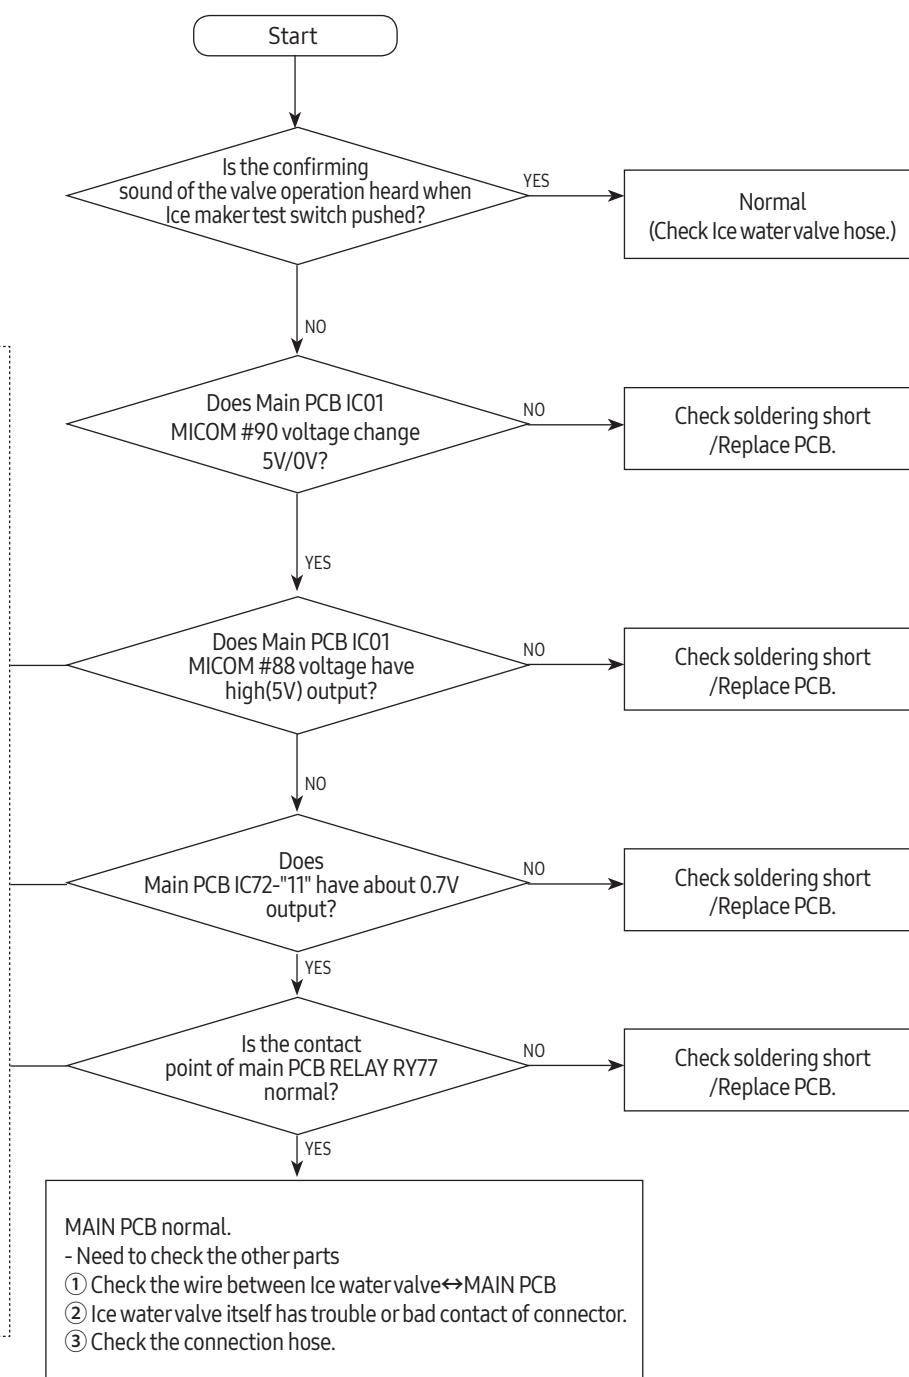 Start
Is the confirming
sound of the valve operation heard when
Ice maker test switch pushed?
YES
Normal
(Check Ice water valve hose.)
NO
Does Main PCB IC01
MICOM #90 voltage change
5V/0V?
NO
Check soldering short
/Replace PCB.
YES
Does Main PCB IC01
MICOM #88 voltage have
high(5V) output?
NO
Check soldering short
/Replace PCB.
NO
Does
Main PCB IC72-"11" have about 0.7V
output?
NO
Check soldering short
/Replace PCB.
YES
Is the contact
point of main PCB RELAY RY77
normal?
NO
Check soldering short
/Replace PCB.
YES
MAIN PCB normal.
- Need to check the other parts
① Check the wire between Ice water valve↔MAIN PCB
② Ice water valve itself has trouble or bad contact of connector.
③ Check the connection hose.